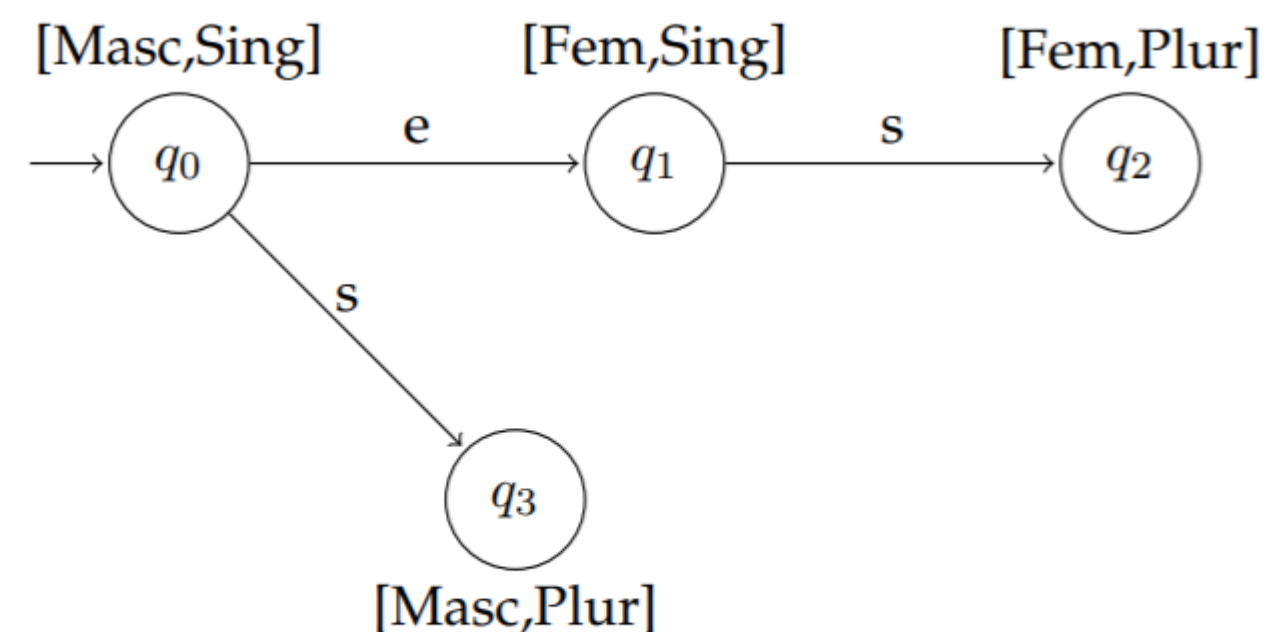 [Masc,Sing] [Fem,Sing] [Fem,Plur]
e s
q0 q1 q2
s
q3
[Masc,Plur]